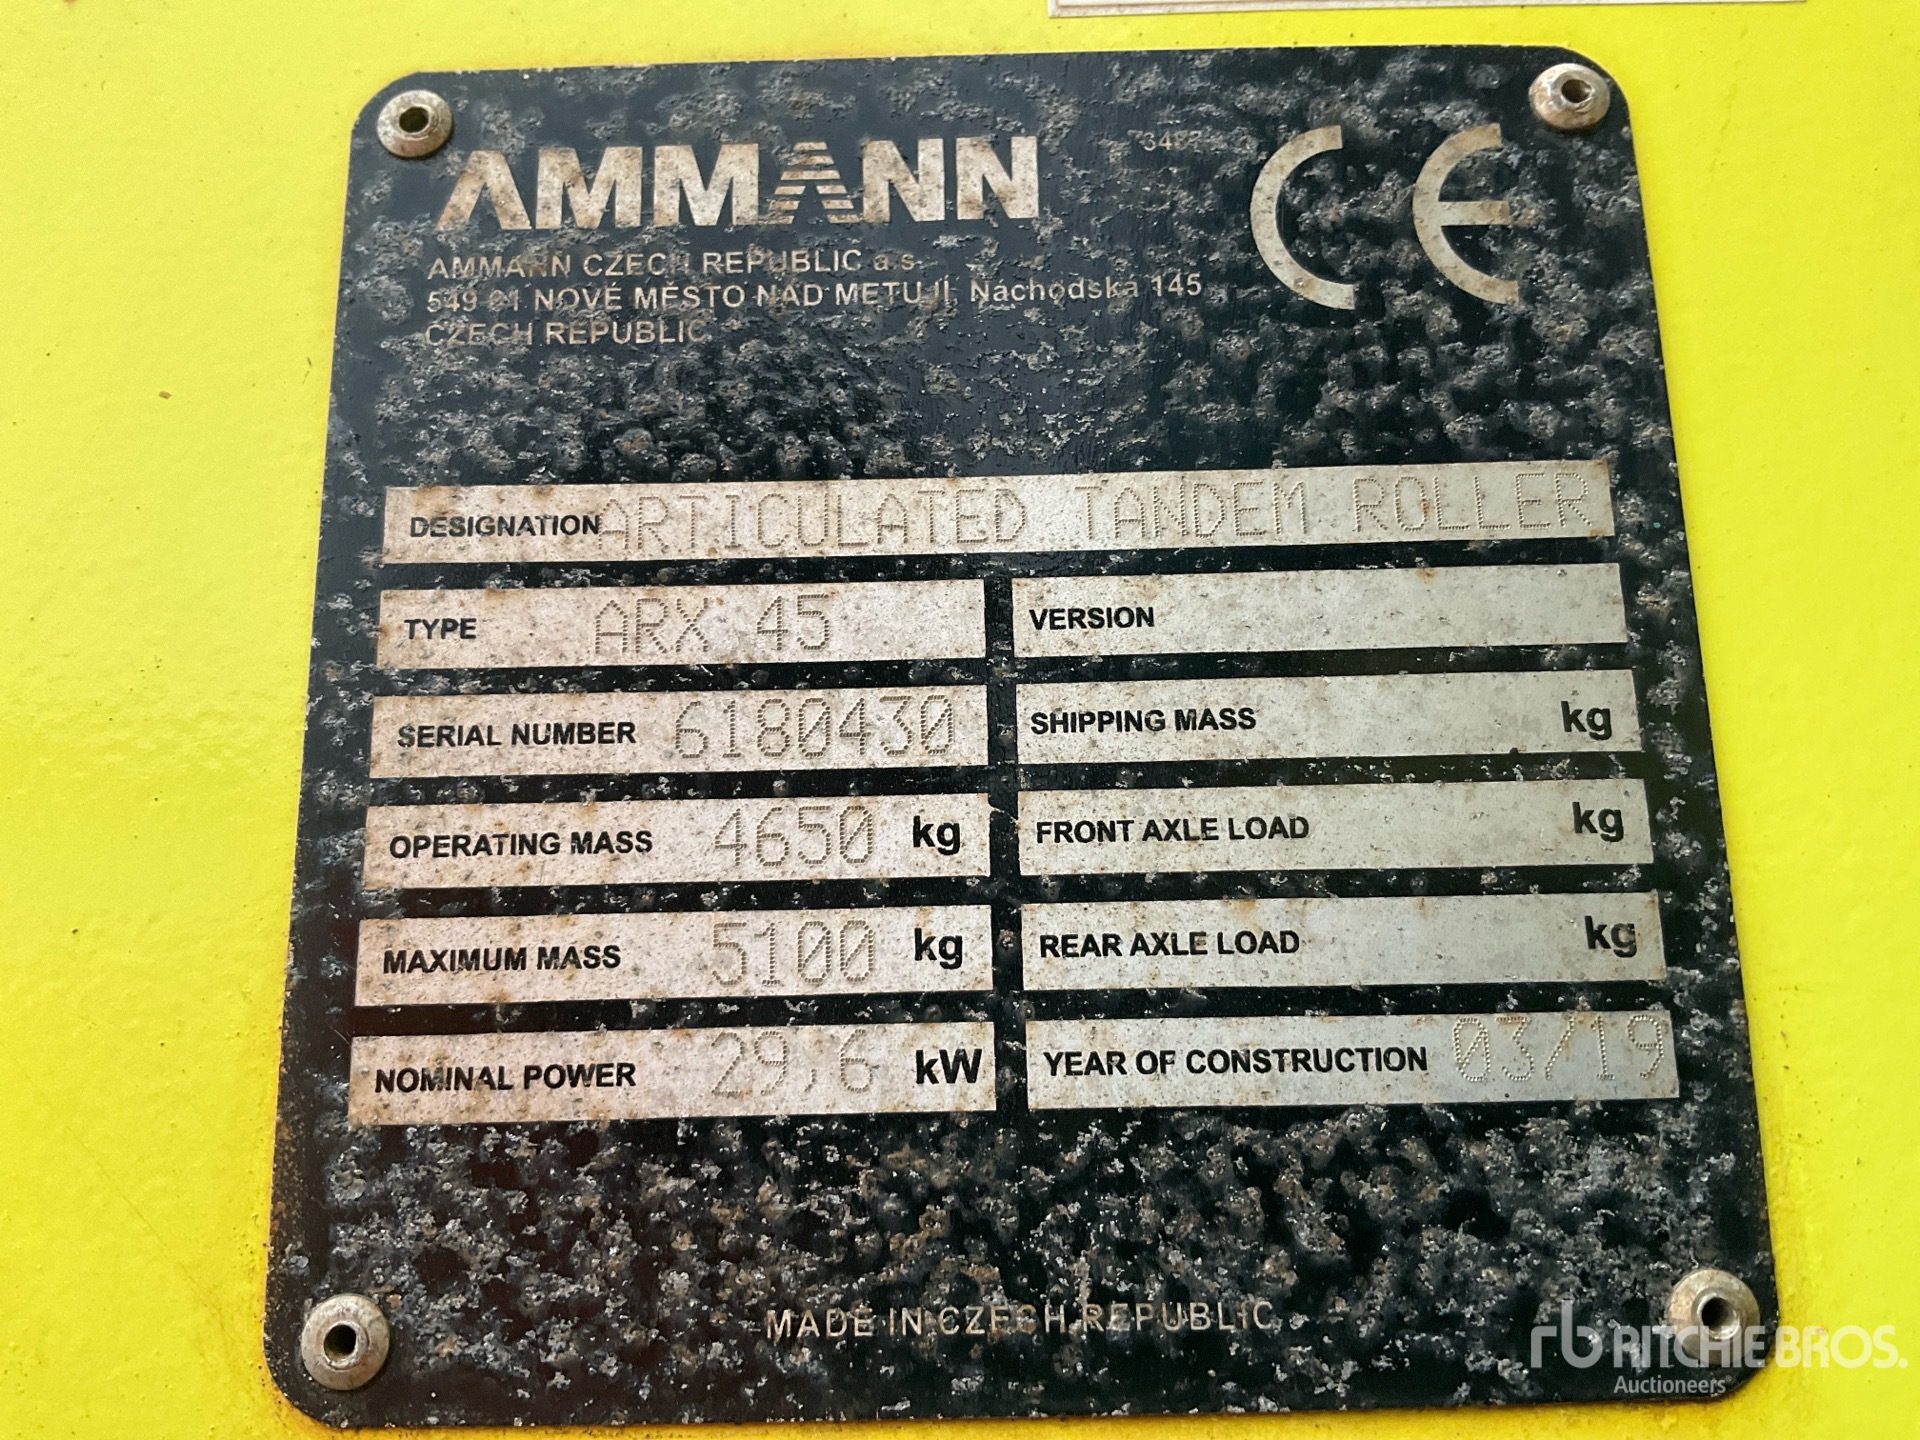 AMMANN
CE
AMMANN CZECH REPUBLIC a.s
549 01 NOVÉ MĚSTO NAD METUJÍ, Náchodská 145
CZECH REPUBLIC
DESIGNATION ARTICULATED TANDEM ROLLER
TYPE ARX 45
VERSION
SERIAL NUMBER 6180430
SHIPPING MASS kg
OPERATING MASS 4650 kg
FRONT AXLE LOAD kg
MAXIMUM MASS 5100 kg
REAR AXLE LOAD kg
NOMINAL POWER 29,6 kW
YEAR OF CONSTRUCTION 03/19
MADE IN CZECH REPUBLIC
rb RITCHIE BROS.
Auctioneers